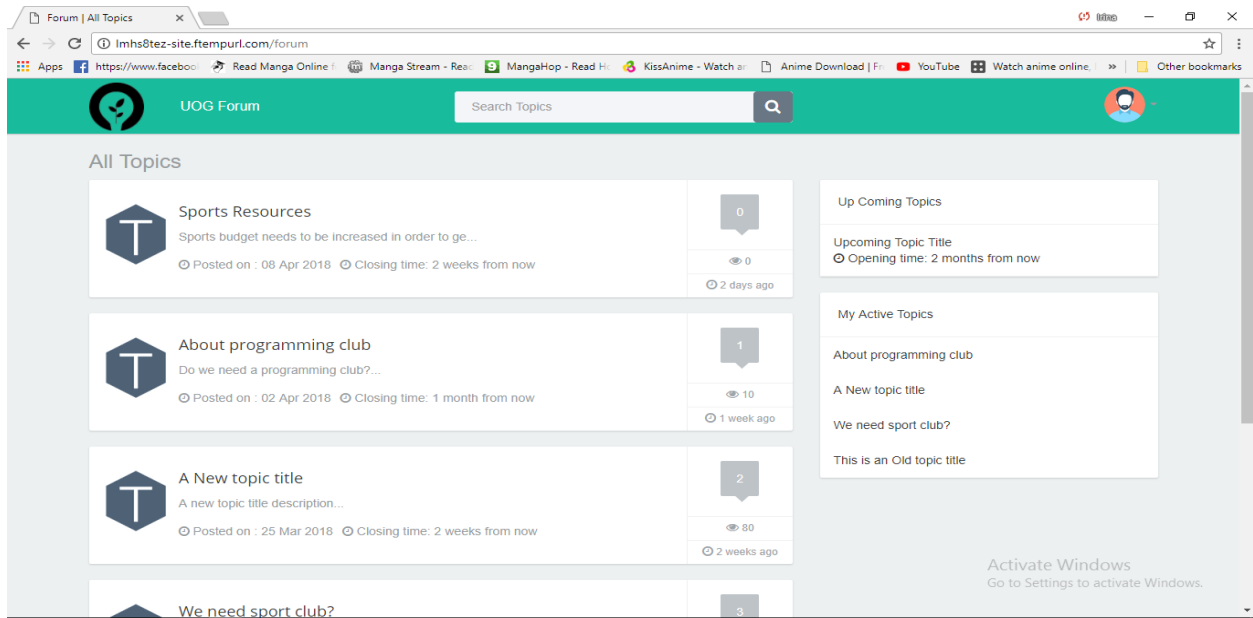 Forum | All Topics
lmhs8tez-site.ftempurl.com/forum
Apps https://www.faceboo Read Manga Online Manga Stream - Rea MangaHop - Read H KissAnime - Watch a Anime Download | F YouTube Watch anime online, » Other bookmarks
UOG Forum
Search Topics
All Topics
T
Sports Resources
Sports budget needs to be increased in order to ge...
Posted on : 08 Apr 2018 Closing time: 2 weeks from now
0
0
2 days ago
T
About programming club
Do we need a programming club?...
Posted on : 02 Apr 2018 Closing time: 1 month from now
1
10
1 week ago
T
A New topic title
A new topic title description...
Posted on : 25 Mar 2018 Closing time: 2 weeks from now
2
80
2 weeks ago
We need sport club?
3
Up Coming Topics
Upcoming Topic Title
Opening time: 2 months from now
My Active Topics
About programming club
A New topic title
We need sport club?
This is an Old topic title
Activate Windows
Go to Settings to activate Windows.